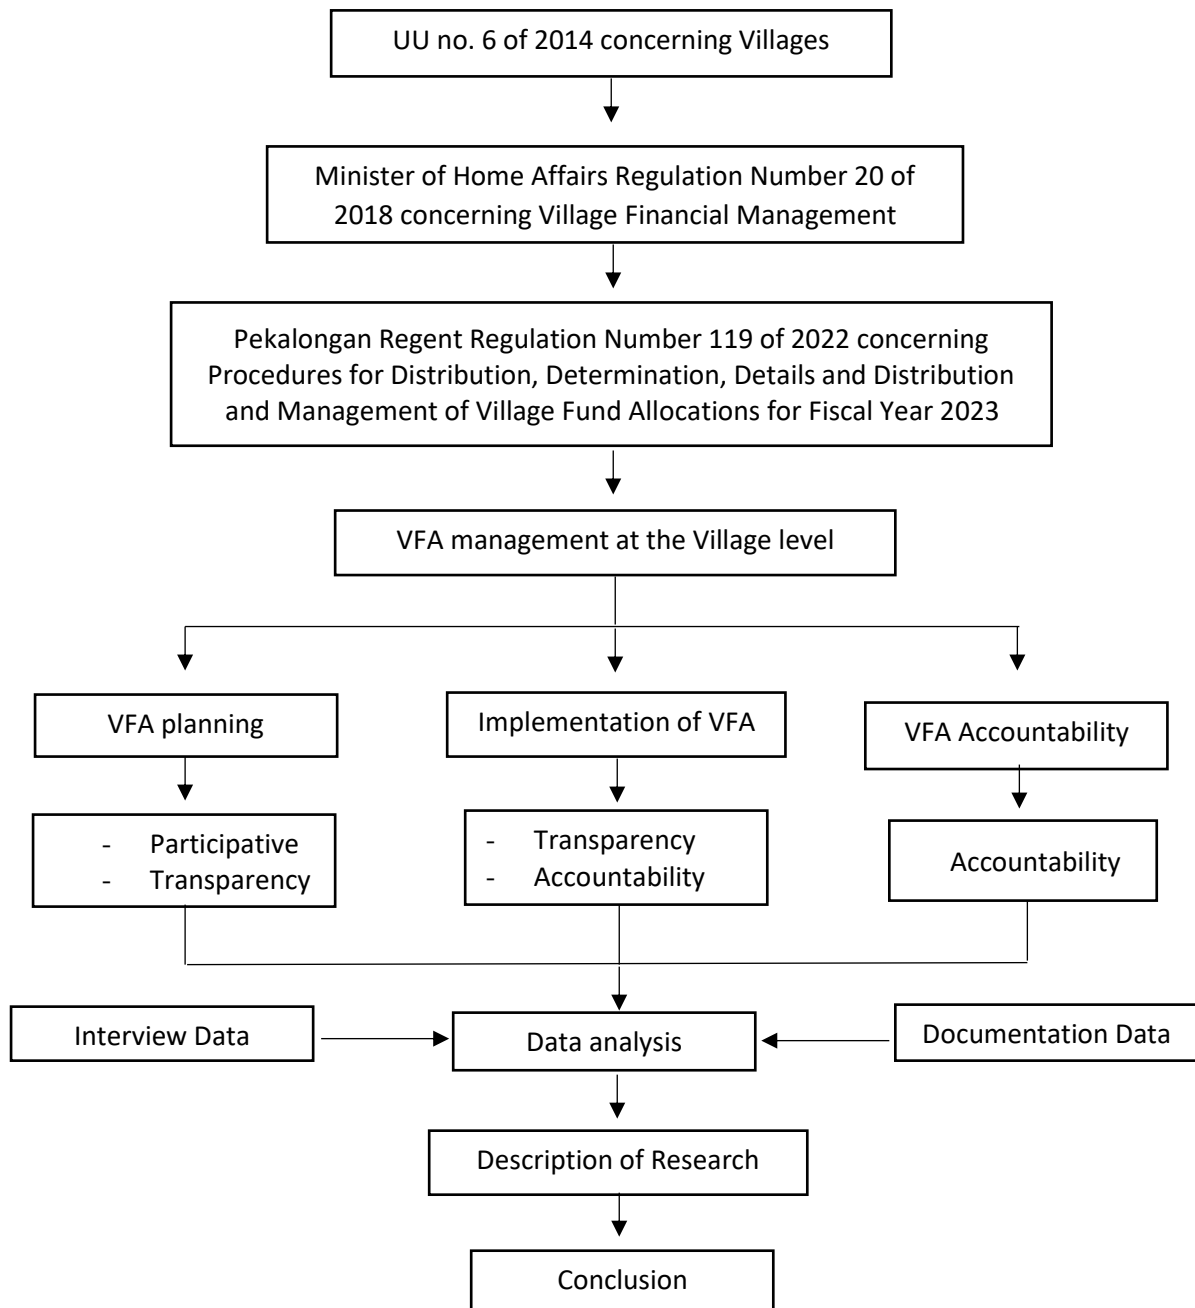 UU no. 6 of 2014 concerning Villages
Minister of Home Affairs Regulation Number 20 of
2018 concerning Village Financial Management
Pekalongan Regent Regulation Number 119 of 2022 concerning
Procedures for Distribution, Determination, Details and Distribution
and Management of Village Fund Allocations for Fiscal Year 2023
VFA management at the Village level
VFA planning
Implementation of VFA
VFA Accountability
- Participative
- Transparency
- Transparency
- Accountability
Accountability
Interview Data
Data analysis
Documentation Data
Description of Research
Conclusion